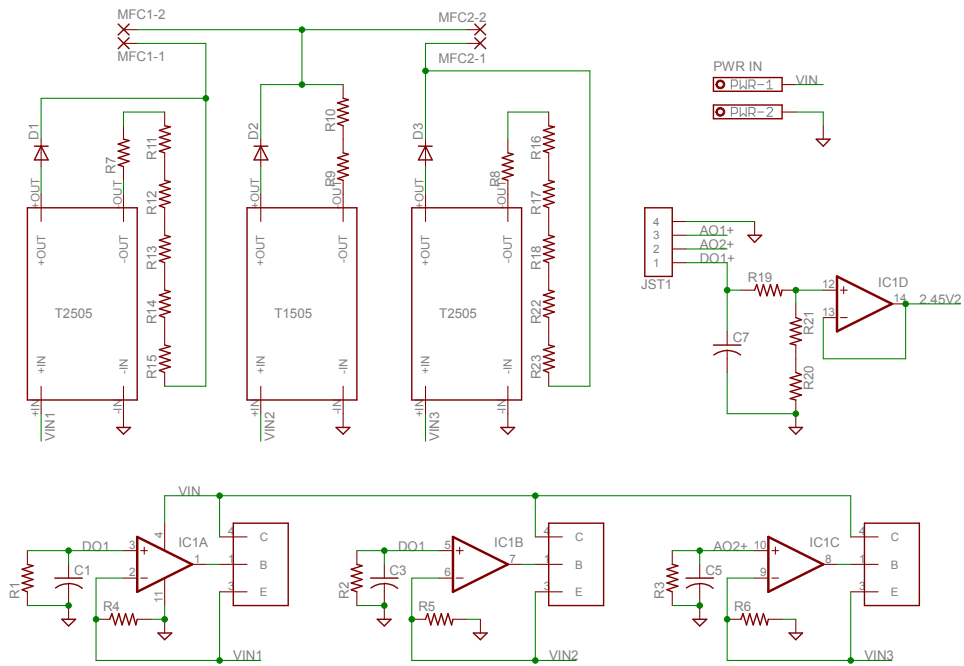 MFC1-2
MFC1-1
MFC2-2
MFC2-1
PWR IN
PWR-1
VIN
PWR-2
D1
R7
R11
R12
R13
R14
R15
+OUT
-OUT
+OUT
-OUT
T2505
+IN
-IN
+IN
-IN
VIN1
D2
R10
R9
+OUT
-OUT
+OUT
-OUT
T1505
+IN
-IN
+IN
-IN
VIN2
D3
R8
R16
R17
R18
R22
R23
+OUT
-OUT
+OUT
-OUT
T2505
+IN
-IN
+IN
-IN
VIN3
4
3
2
1
AO1+
AO2+
DO1+
JST1
R19
C7
R21
R20
12
13
14
IC1D
2.45V2
VIN
DO1
R1
C1
3
2
4
11
1
IC1A
R4
4
1
3
C
B
E
VIN1
DO1
R2
C3
5
6
7
IC1B
R5
4
1
3
C
B
E
VIN2
AO2+
R3
C5
10
9
8
IC1C
R6
4
1
3
C
B
E
VIN3